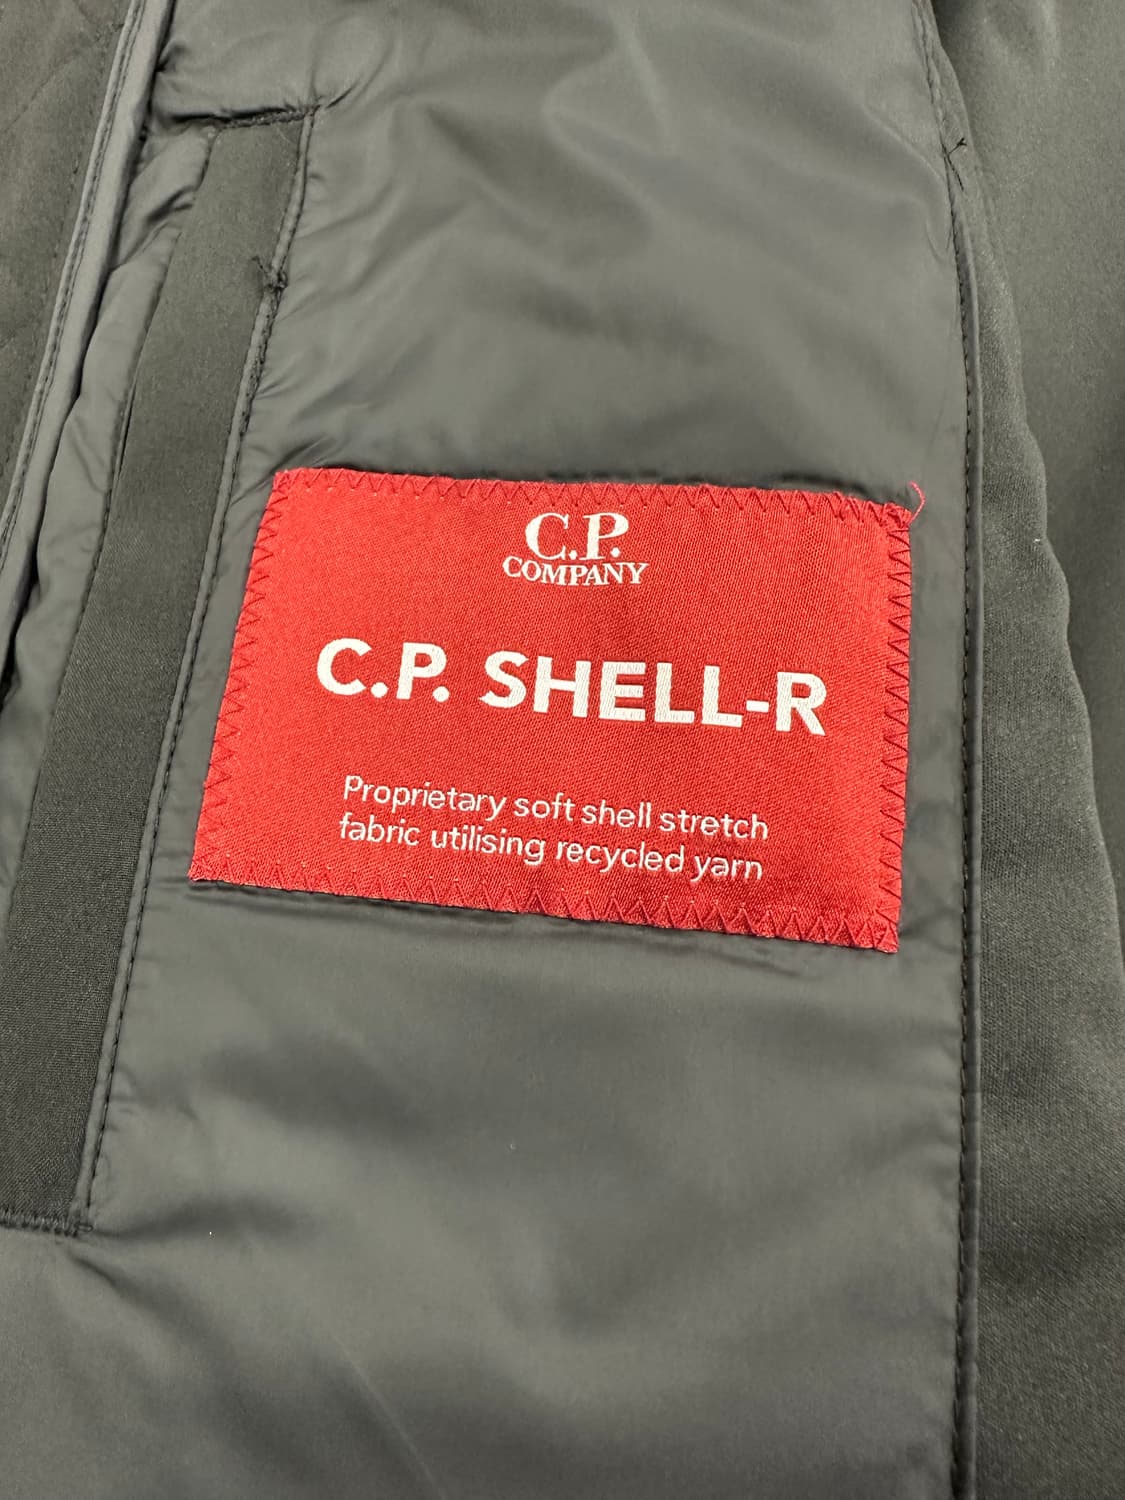 C.P.
COMPANY
C.P. SHELL-R
Proprietary soft shell stretch
fabric utilising recycled yarn